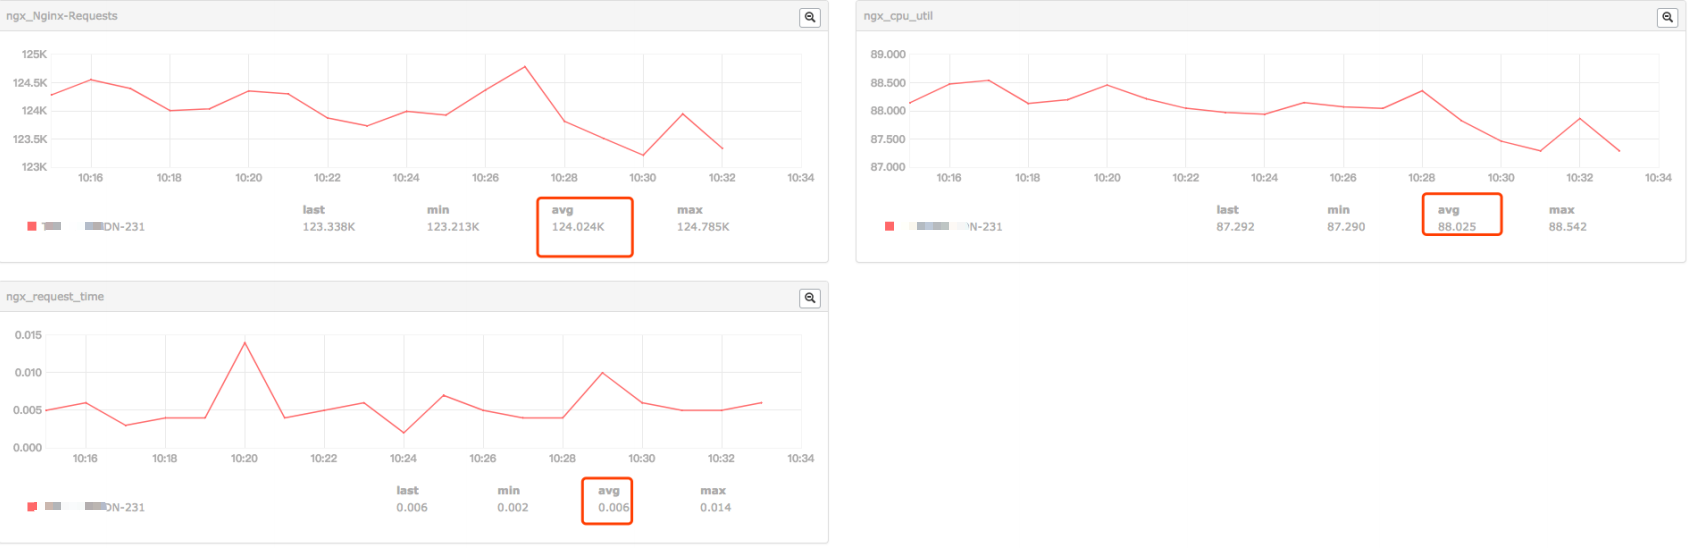 ngx_Nginx-Requests
125K
124.5K
124K
123.5K
123K
10:16 10:18 10:20 10:22 10:24 10:26 10:28 10:30 10:32 10:34
last min avg max
DN-231 123.338K 123.213K 124.024K 124.785K
ngx_cpu_util
89.000
88.500
88.000
87.500
87.000
10:16 10:18 10:20 10:22 10:24 10:26 10:28 10:30 10:32 10:34
last min avg max
N-231 87.292 87.290 88.025 88.542
ngx_request_time
0.015
0.010
0.005
0.000
10:16 10:18 10:20 10:22 10:24 10:26 10:28 10:30 10:32 10:34
last min avg max
DN-231 0.006 0.002 0.006 0.014